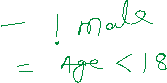 - ! male
= Age < 18